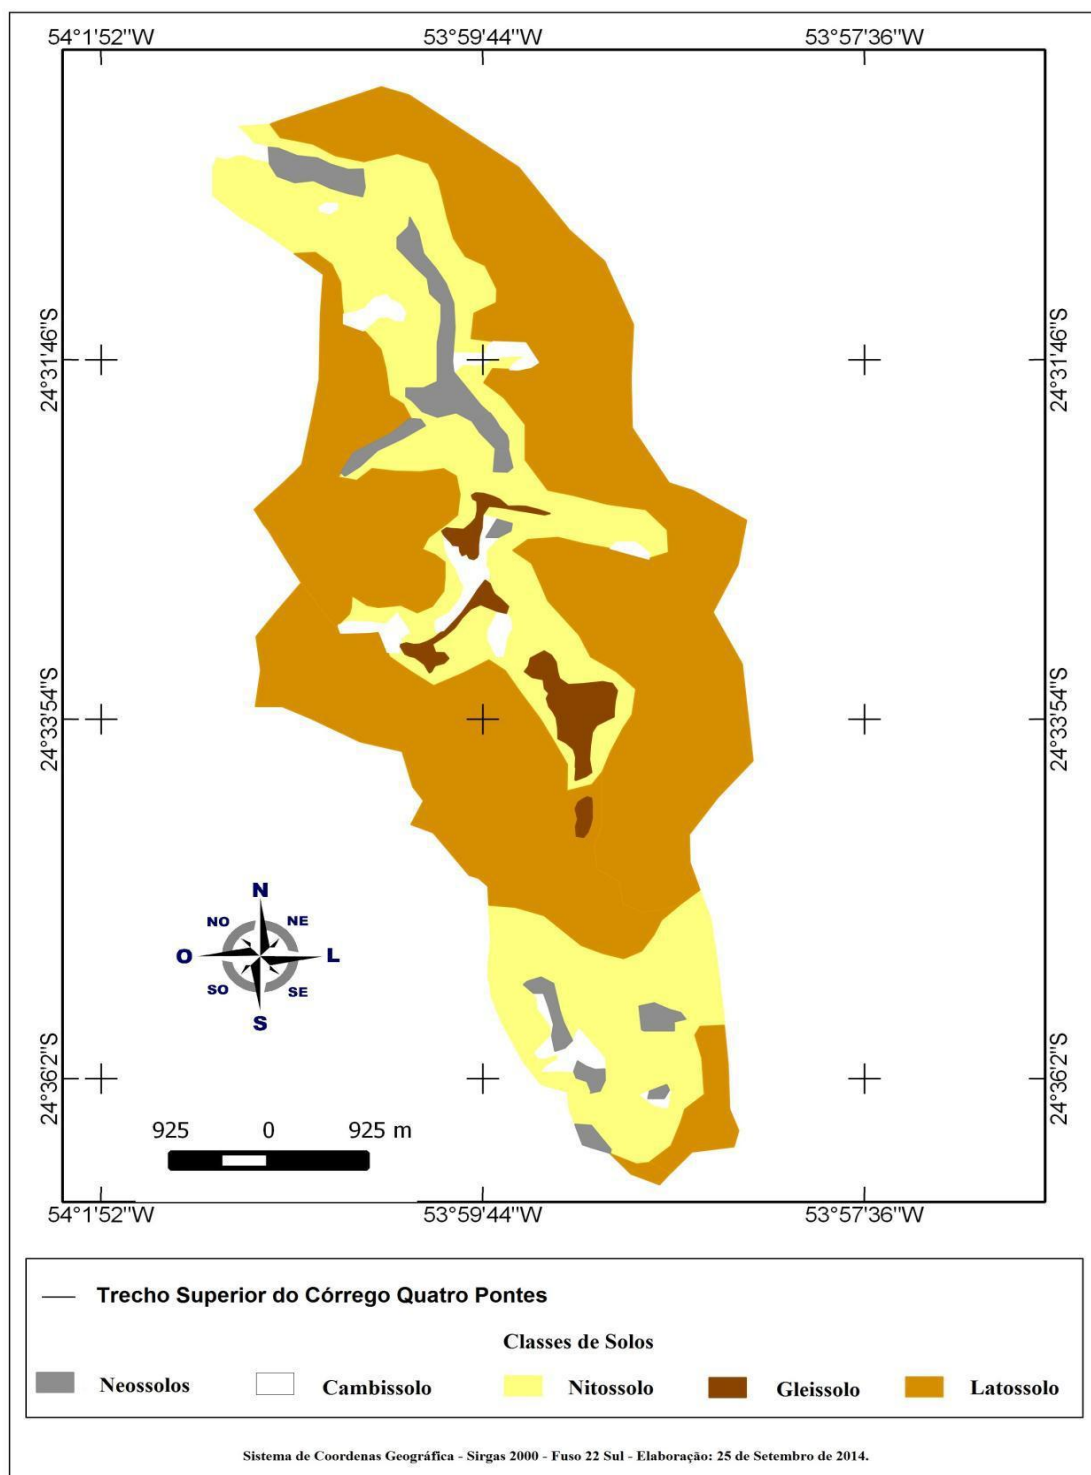 54°1'52"W 53°59'44"W 53°57'36"W
24°31'46"S 24°31'46"S
24°33'54"S 24°33'54"S
N
NO NE
O L
SO SE
S
24°36'2"S 24°36'2"S
925 0 925 m
54°1'52"W 53°59'44"W 53°57'36"W
Trecho Superior do Córrego Quatro Pontes
Classes de Solos
Neossolos Cambissolo Nitossolo Gleissolo Latossolo
Sistema de Coordenas Geográfica - Sirgas 2000 - Fuso 22 Sul - Elaboração: 25 de Setembro de 2014.